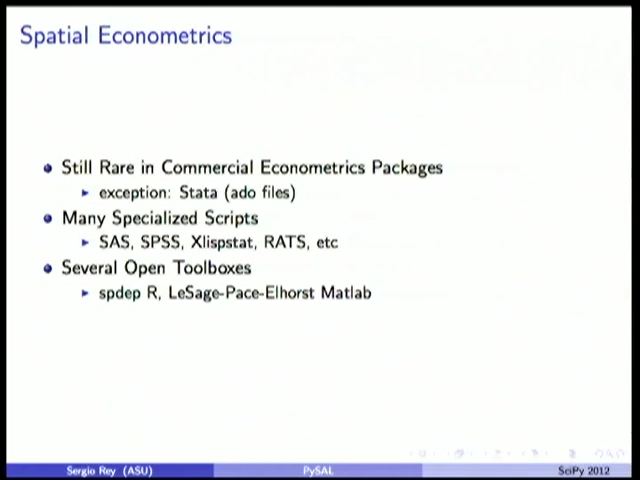 Spatial Econometrics
Still Rare in Commercial Econometrics Packages
exception: Stata (ado files)
Many Specialized Scripts
SAS, SPSS, Xlispstat, RATS, etc
Several Open Toolboxes
spdep R, LeSage-Pace-Elhorst Matlab
Sergio Rey (ASU) PySAL SciPy 2012